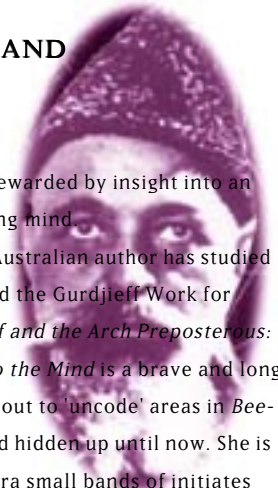 AND
ewarded by insight into an
ng mind.
Australian author has studied
d the Gurdjieff Work for
f and the Arch Preposterous:
o the Mind is a brave and long
out to 'uncode' areas in Bee-
d hidden up until now. She is
ra small bands of initiates